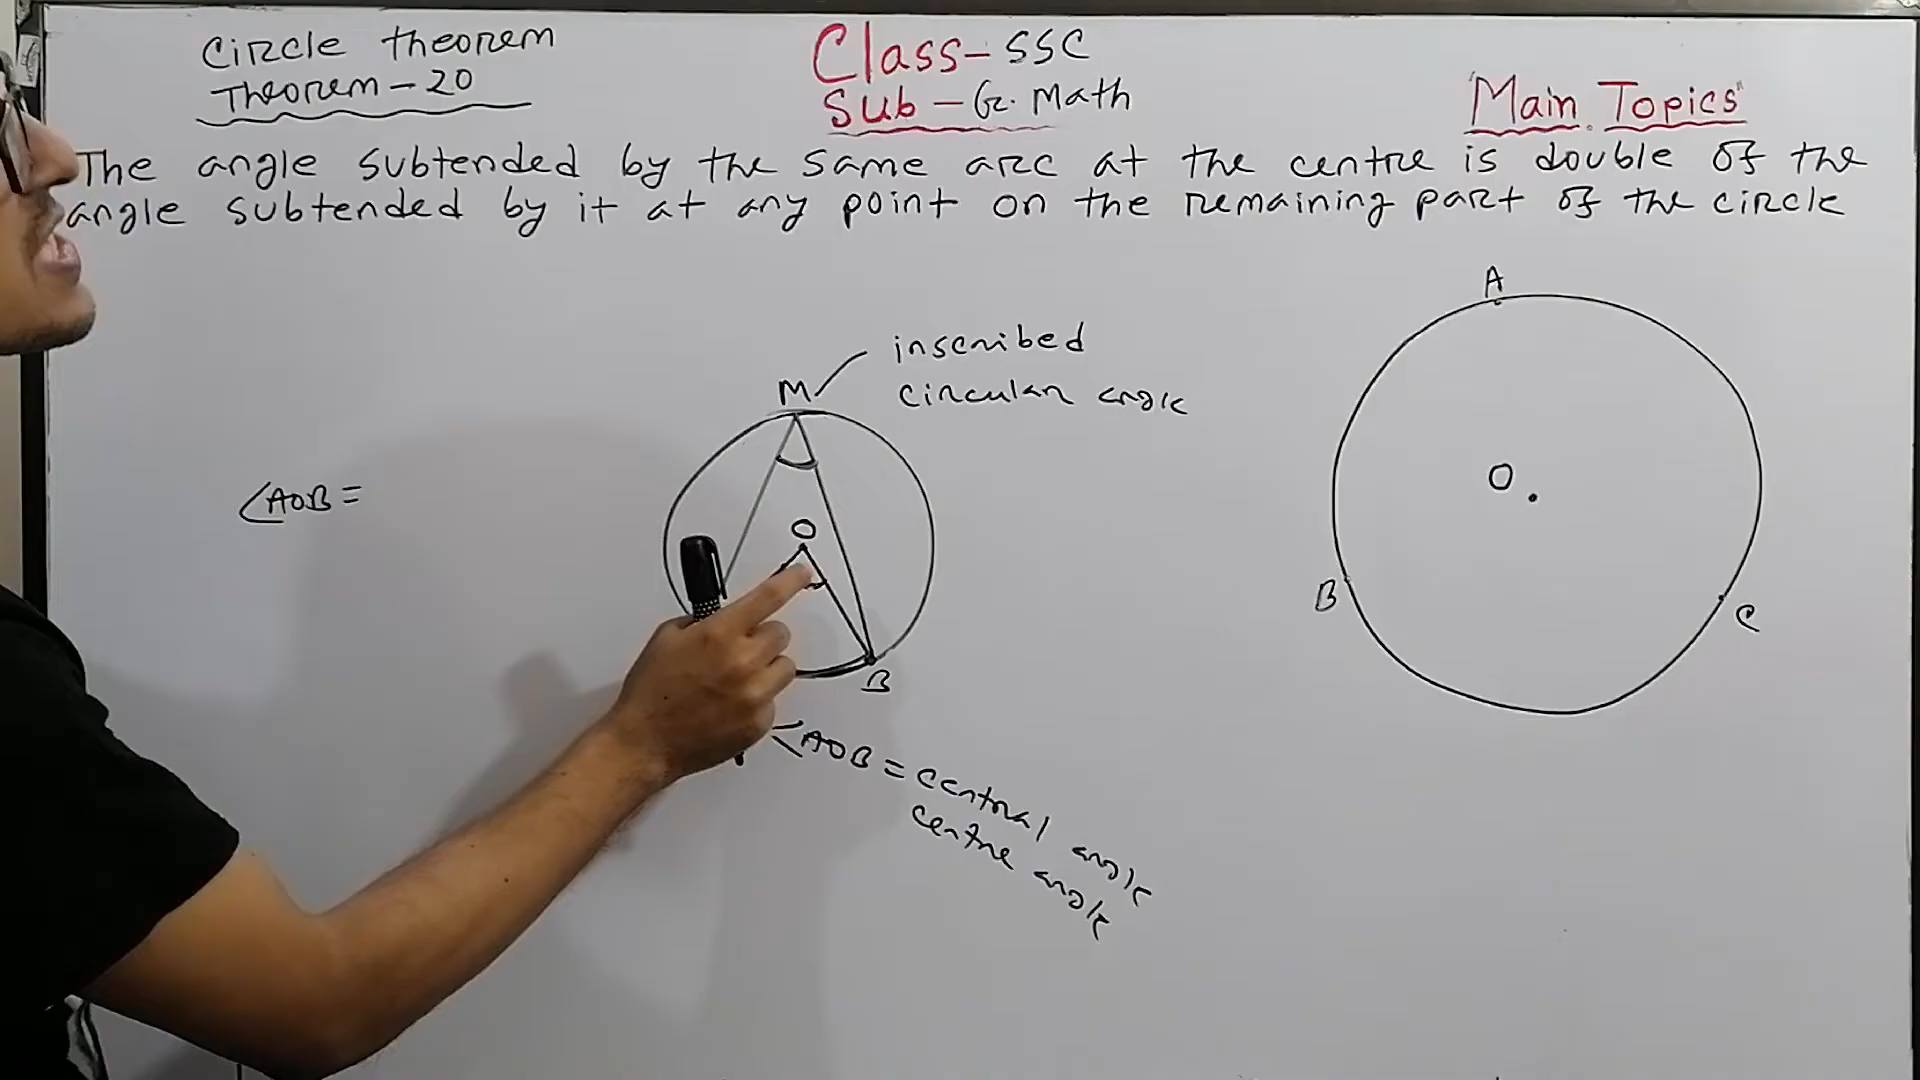 Circle theorem
Theorem-20
Class-SSC
Sub-G. Math
"Main Topics"
The angle subtended by the same arc at the centre is double of the
angle subtended by it at any point on the remaining part of the circle
A
inscribed
M
circular angle
O
∠AOB =
O
B
C
B
∠AOB = central angle
centre angle